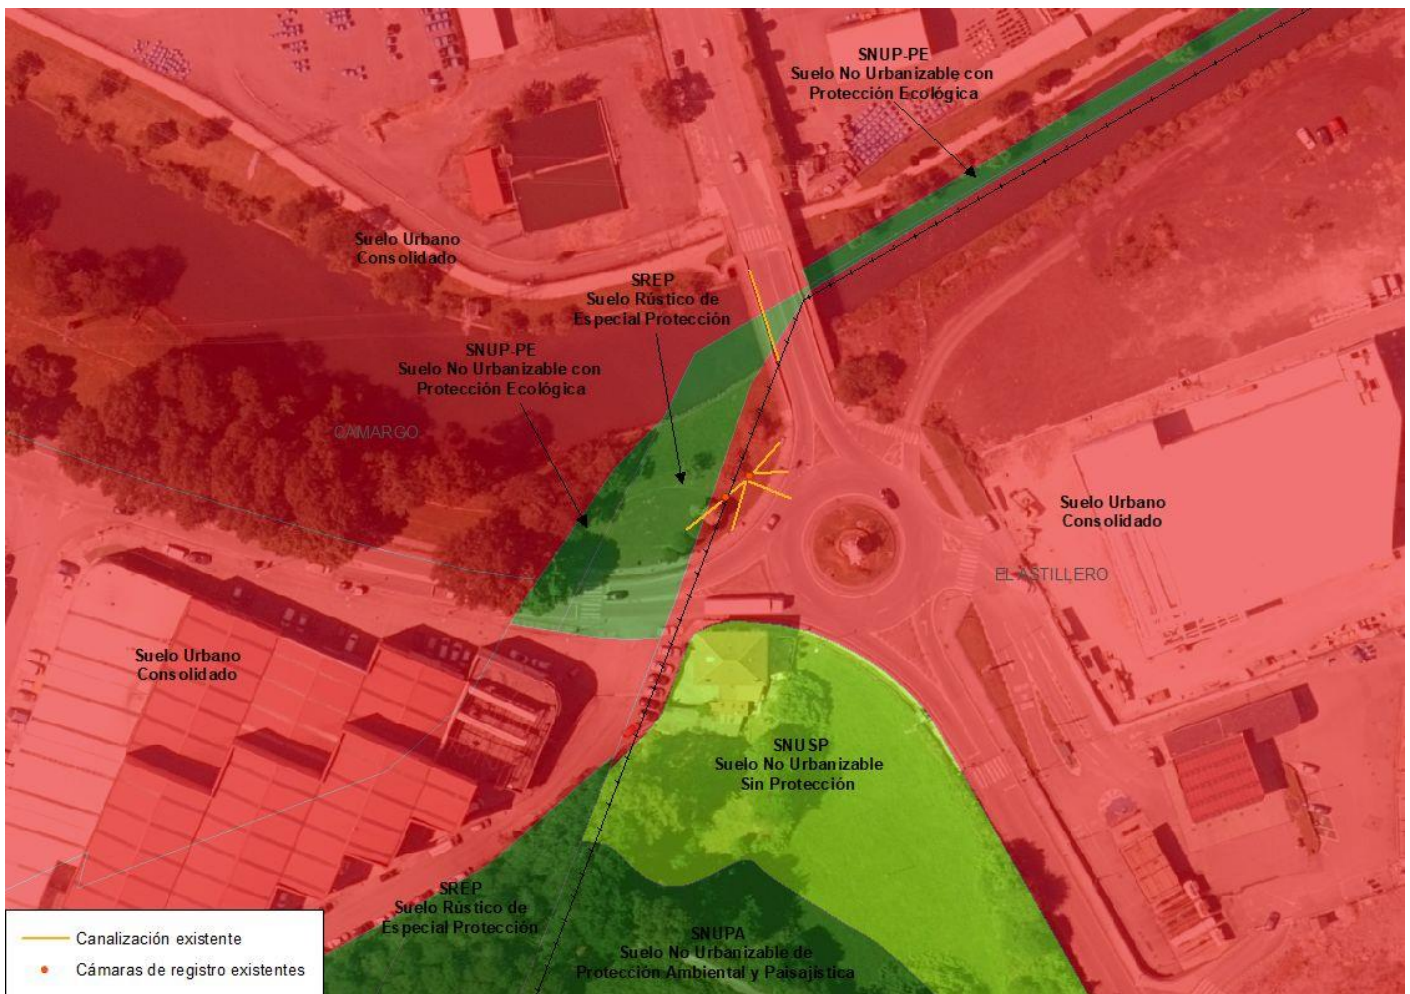 SNUP-PE
Suelo No Urbanizable con
Protección Ecológica
Suelo Urbano
Consolidado
SREP
Suelo Rústico de
Especial Protección
SNUP-PE
Suelo No Urbanizable con
Protección Ecológica
CAMARGO
Suelo Urbano
Consolidado
EL ASTILLERO
Suelo Urbano
Consolidado
SNUSP
Suelo No Urbanizable
Sin Protección
SREP
Suelo Rústico de
Especial Protección
SNUPA
Suelo No Urbanizable de
Protección Ambiental y Paisajística
Canalización existente
Cámaras de registro existentes